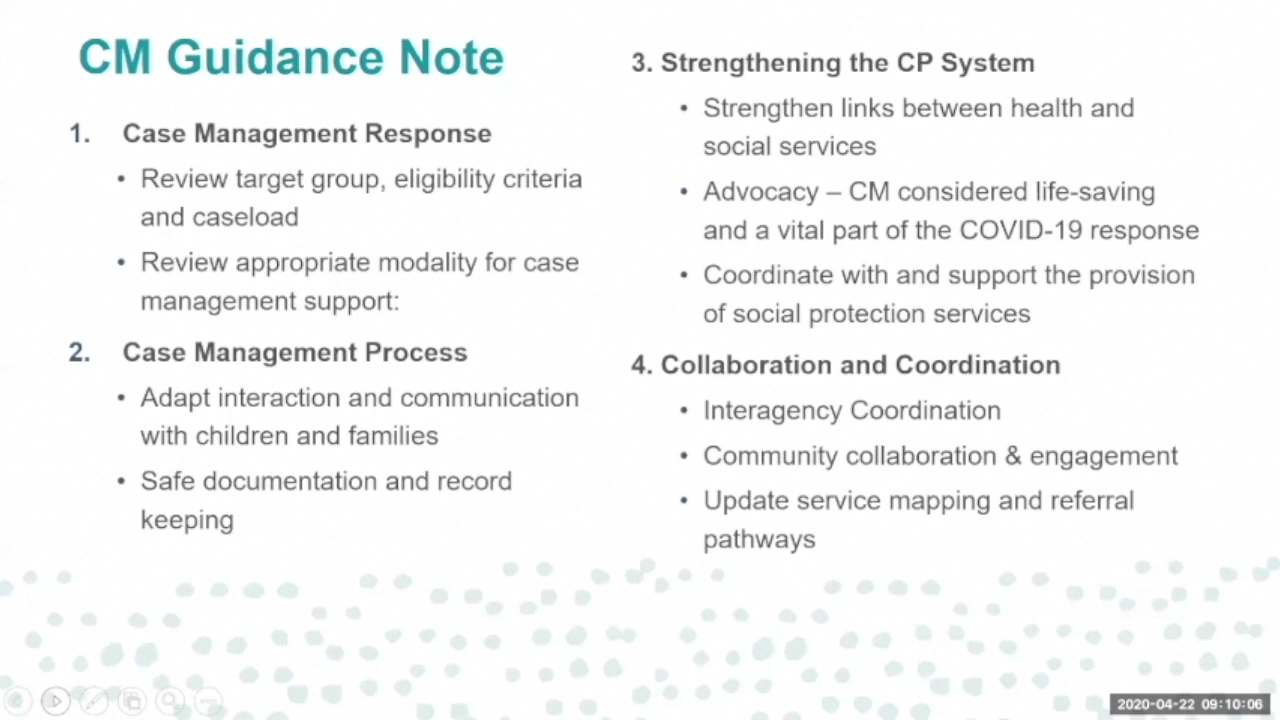 CM Guidance Note
1. Case Management Response
• Review target group, eligibility criteria
and caseload
• Review appropriate modality for case
management support:
2. Case Management Process
• Adapt interaction and communication
with children and families
• Safe documentation and record
keeping
3. Strengthening the CP System
• Strengthen links between health and
social services
• Advocacy – CM considered life-saving
and a vital part of the COVID-19 response
• Coordinate with and support the provision
of social protection services
4. Collaboration and Coordination
• Interagency Coordination
• Community collaboration & engagement
• Update service mapping and referral
pathways
2020-04-22 09:10:06